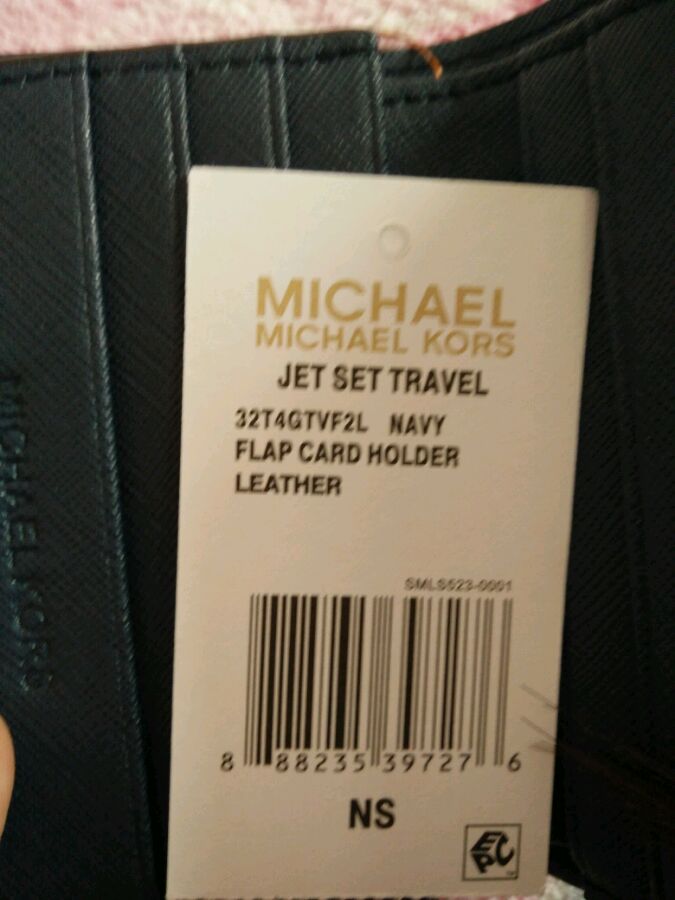 MICHAEL
MICHAEL KORS
JET SET TRAVEL
32T4GTVF2L NAVY
FLAP CARD HOLDER
LEATHER
SMLS523-0001
8 88235 39727 6
NS
EPC
MICHAEL KORS